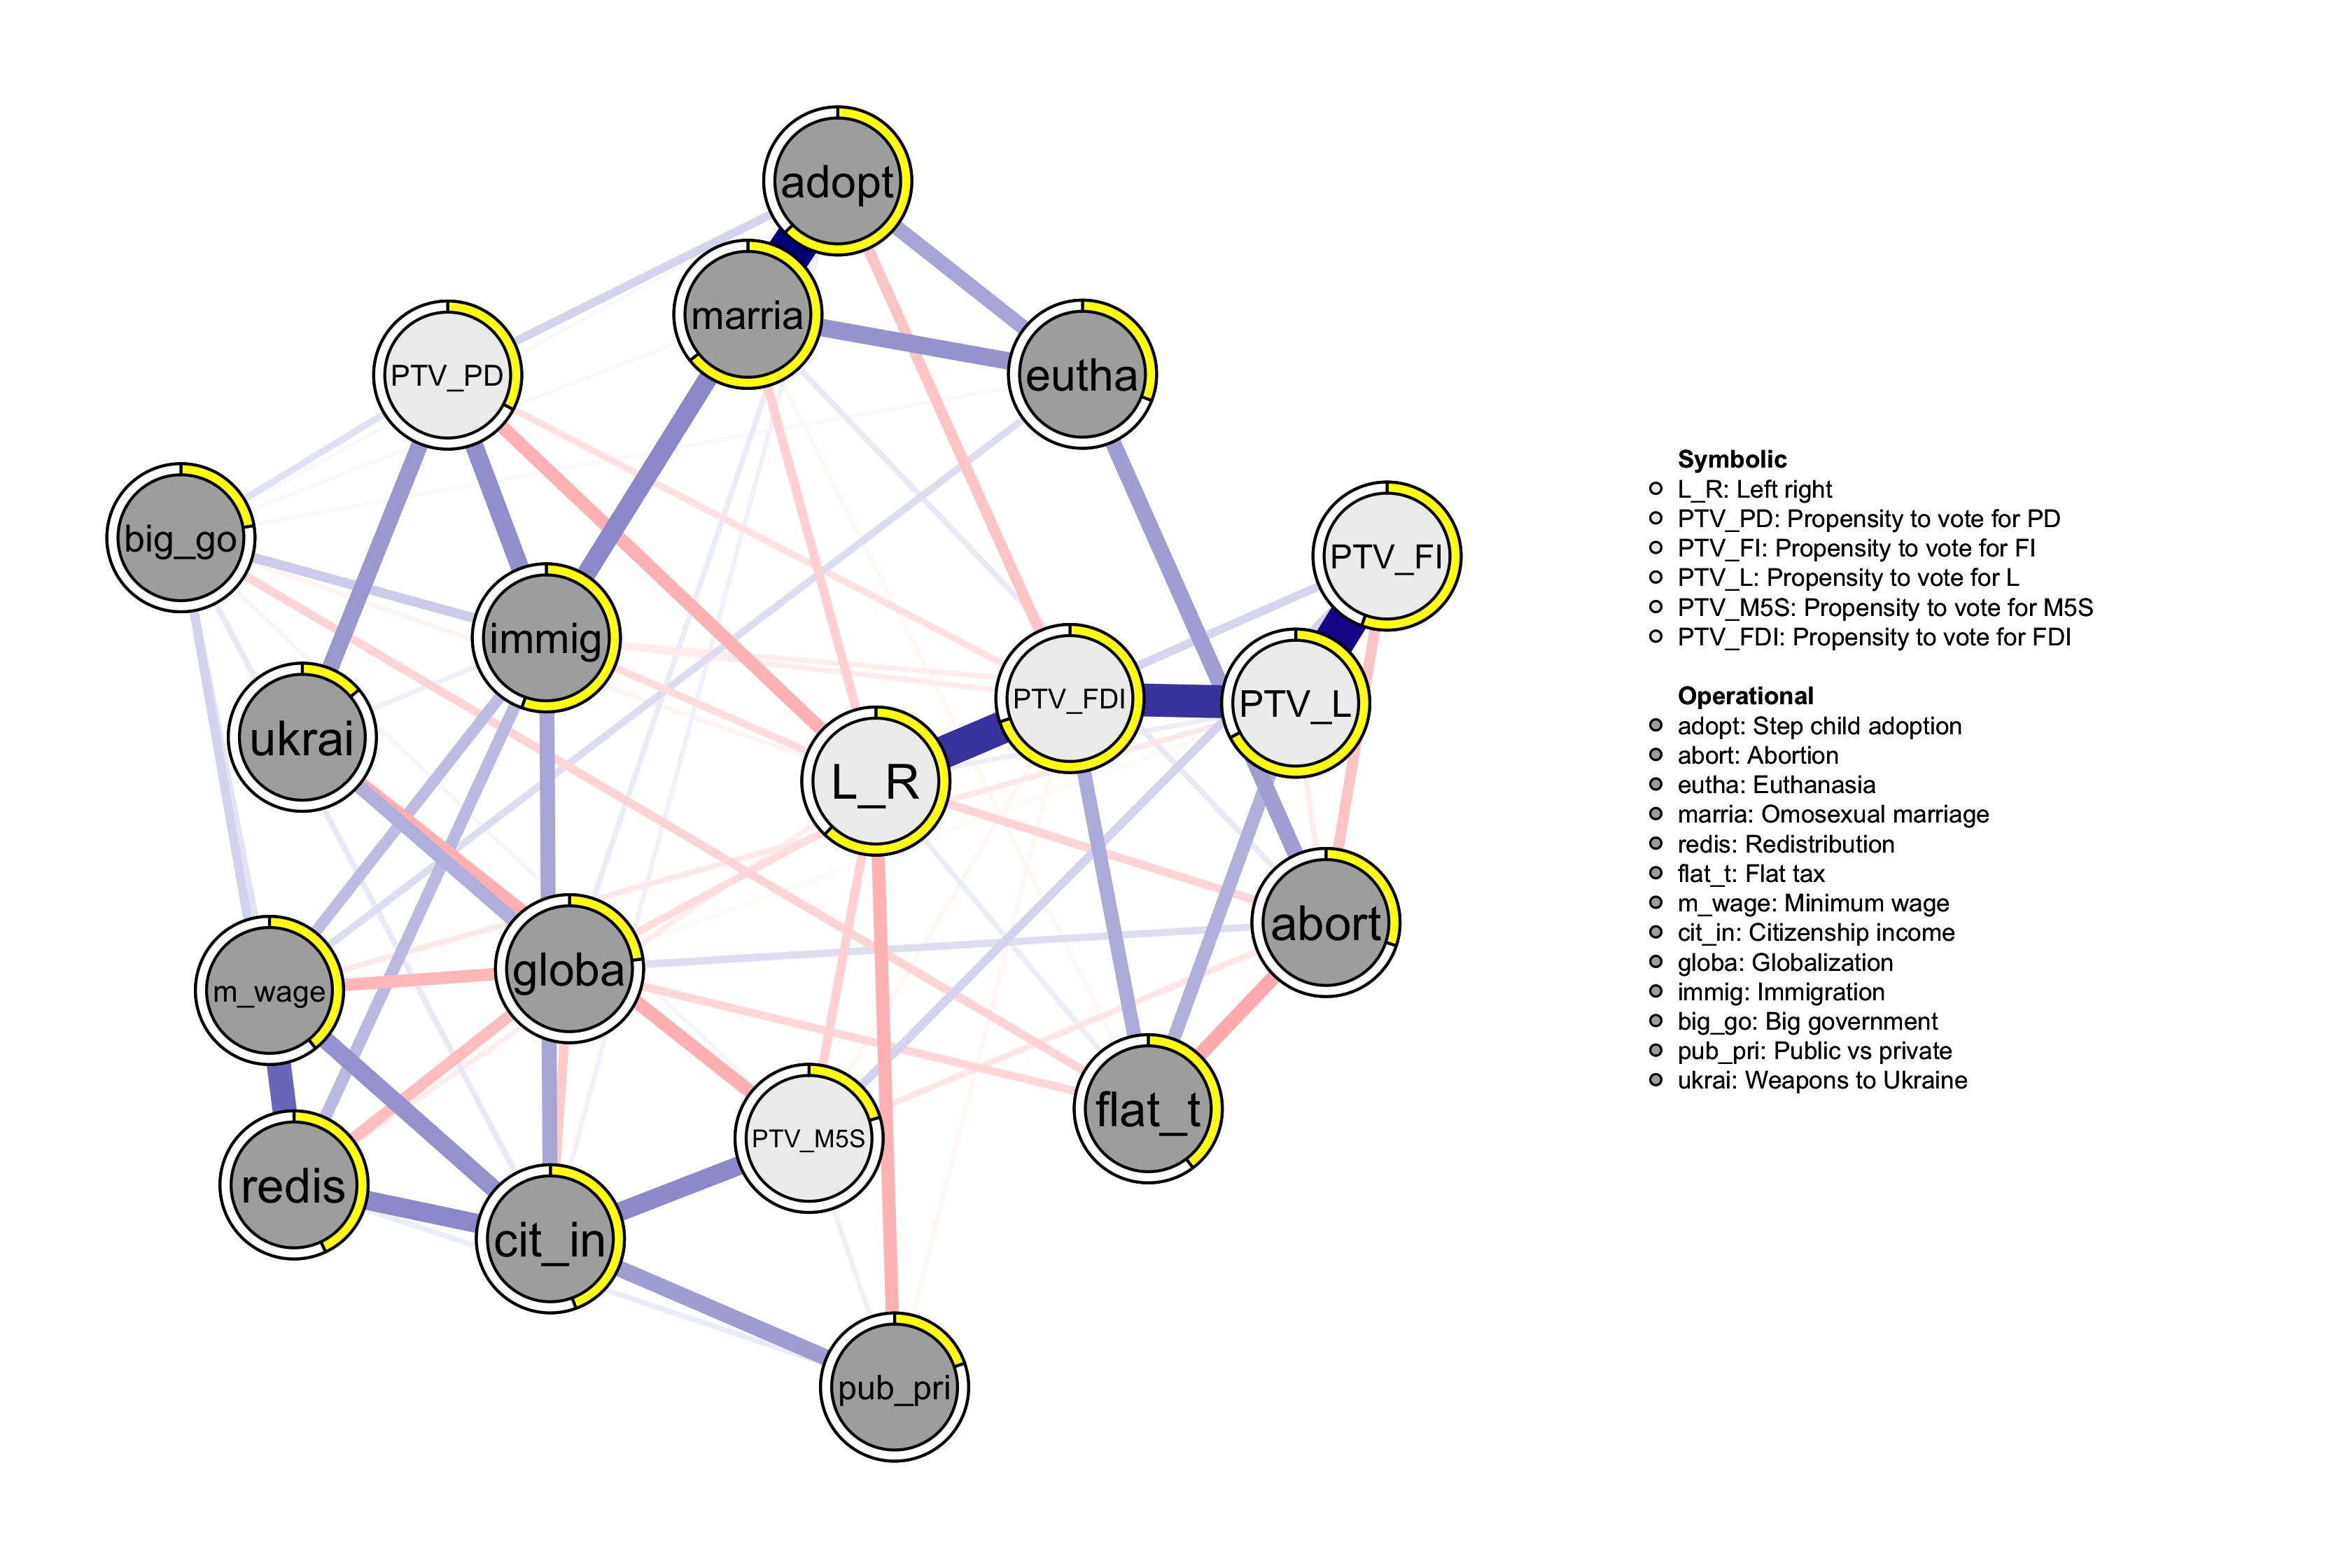 adopt
marria
PTV_PD
eutha
big_go
PTV_FI
immig
PTV_FDI
PTV_L
ukrai
L_R
abort
globa
m_wage
flat_t
PTV_M5S
redis
cit_in
pub_pri
Symbolic
L_R: Left right
PTV_PD: Propensity to vote for PD
PTV_FI: Propensity to vote for FI
PTV_L: Propensity to vote for L
PTV_M5S: Propensity to vote for M5S
PTV_FDI: Propensity to vote for FDI
Operational
adopt: Step child adoption
abort: Abortion
eutha: Euthanasia
marria: Omosexual marriage
redis: Redistribution
flat_t: Flat tax
m_wage: Minimum wage
cit_in: Citizenship income
globa: Globalization
immig: Immigration
big_go: Big government
pub_pri: Public vs private
ukrai: Weapons to Ukraine